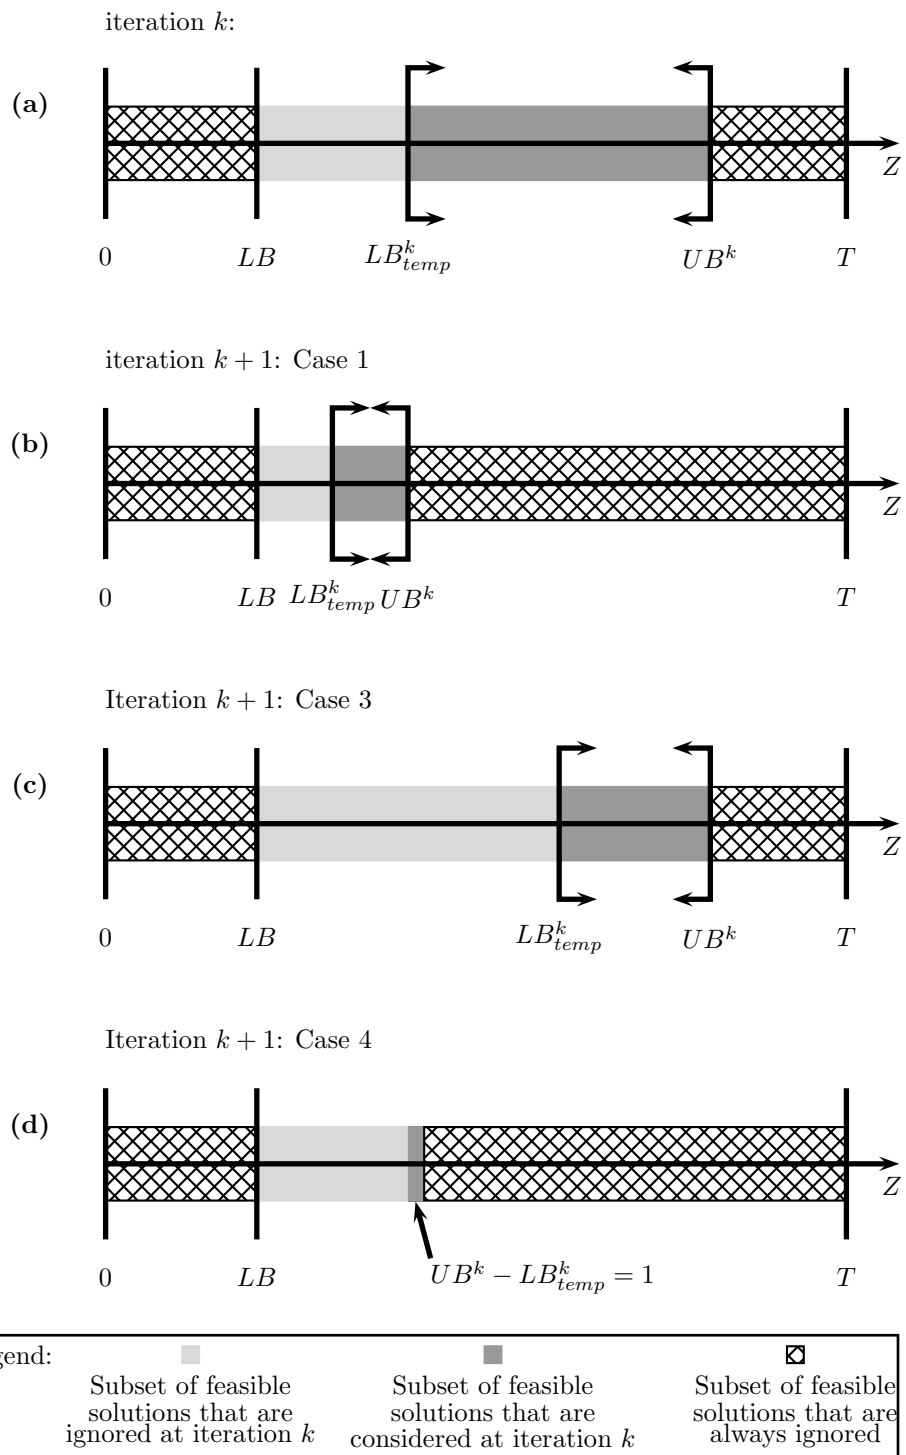 iteration k:
(a)
Z
0 LB LB^k_temp UB^k T
iteration k + 1: Case 1
(b)
Z
0 LB LB^k_temp UB^k T
Iteration k + 1: Case 3
(c)
Z
0 LB LB^k_temp UB^k T
Iteration k + 1: Case 4
(d)
Z
0 LB UB^k − LB^k_temp = 1 T
gend:
Subset of feasible
solutions that are
ignored at iteration k
Subset of feasible
solutions that are
considered at iteration k
Subset of feasible
solutions that are
always ignored